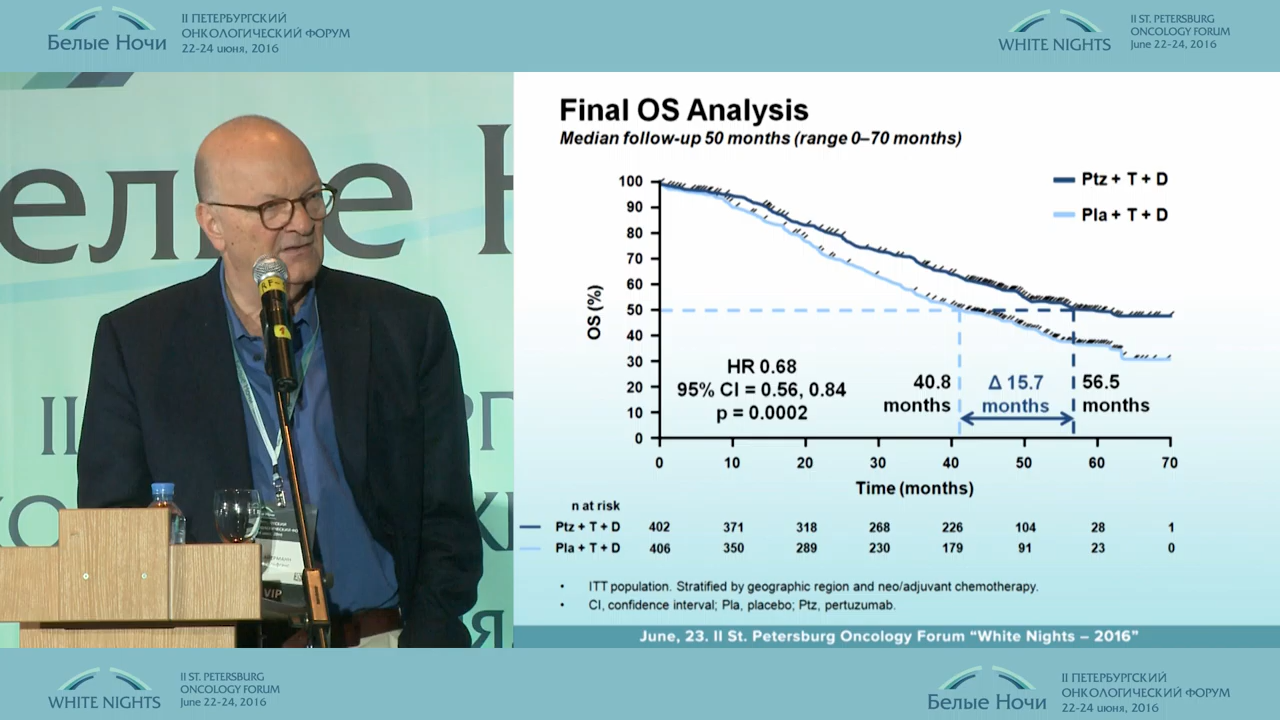 II ПЕТЕРБУРГСКИЙ
ОНКОЛОГИЧЕСКИЙ ФОРУМ
22-24 июня, 2016
Белые Ночи
II ST. PETERSBURG
ONCOLOGY FORUM
June 22-24, 2016
WHITE NIGHTS
Final OS Analysis
Median follow-up 50 months (range 0–70 months)
Ptz + T + D
Pla + T + D
OS (%)
100
90
80
70
60
50
40
30
20
10
0
HR 0.68
95% CI = 0.56, 0.84
p = 0.0002
40.8
months
Δ 15.7
months
56.5
months
0 10 20 30 40 50 60 70
Time (months)
n at risk
Ptz + T + D 402 371 318 268 226 104 28 1
Pla + T + D 406 350 289 230 179 91 23 0
• ITT population. Stratified by geographic region and neo/adjuvant chemotherapy.
• CI, confidence interval; Pla, placebo; Ptz, pertuzumab.
June, 23. II St. Petersburg Oncology Forum “White Nights – 2016”
елые Н
II
VIP
WHITE NIGHTS
II ST. PETERSBURG
ONCOLOGY FORUM
June 22-24, 2016
Белые Ночи
II ПЕТЕРБУРГСКИЙ
ОНКОЛОГИЧЕСКИЙ ФОРУМ
22-24 июня, 2016